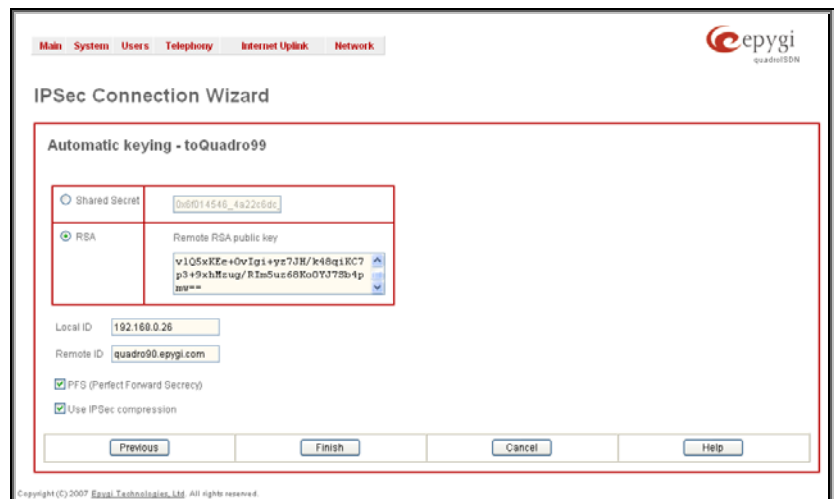 Main System Users Telephony Internet Uplink Network
epygi
quadroISDN
IPSec Connection Wizard
Automatic keying - toQuadro99
Shared Secret 0x6f014546_4a22c6dc_
RSA Remote RSA public key
v1Q5xKEe+OvIgi+yz7JH/k48qiKC7
p3+9xhMzug/RIm5uz68KoOYJ7Sb4p
mw==
Local ID 192.168.0.26
Remote ID quadro90.epygi.com
PFS (Perfect Forward Secrecy)
Use IPSec compression
Previous Finish Cancel Help
Copyright (C) 2007 Epygi Technologies, Ltd. All rights reserved.